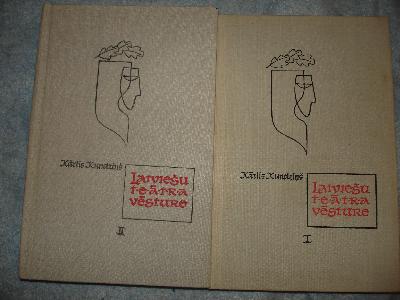 Kārlis Kundziņš
Latviešu
teātra
vēsture
II
Kārlis Kundziņš
Latviešu
teātra
vēsture
I